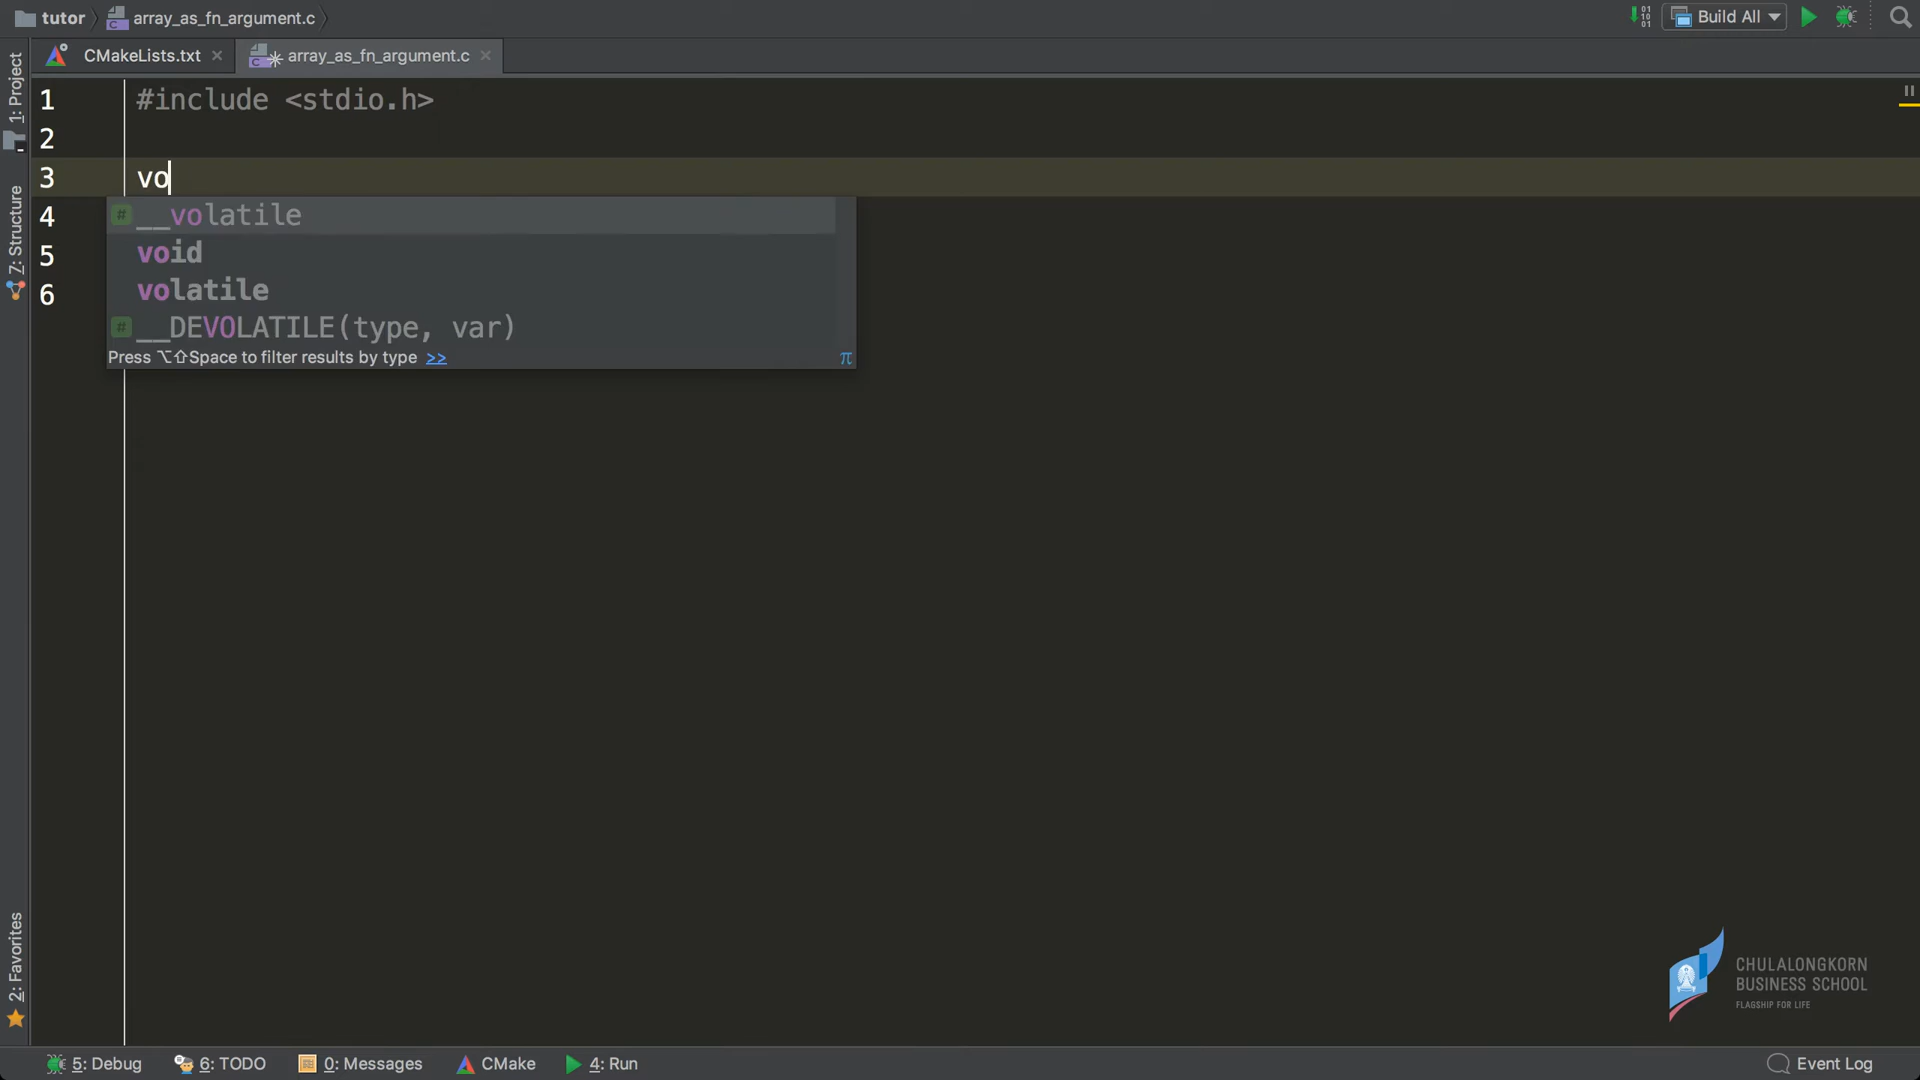 tutor array_as_fn_argument.c Build All
CMakeLists.txt array_as_fn_argument.c
1: Project
7: Structure
2: Favorites
1 #include <stdio.h>
2
3 vo
4 __volatile
5 void
6 volatile
__DEVOLATILE(type, var)
Press ⌥⇧Space to filter results by type >> π
CHULALONGKORN
BUSINESS SCHOOL
FLAGSHIP FOR LIFE
5: Debug 6: TODO 0: Messages CMake 4: Run Event Log